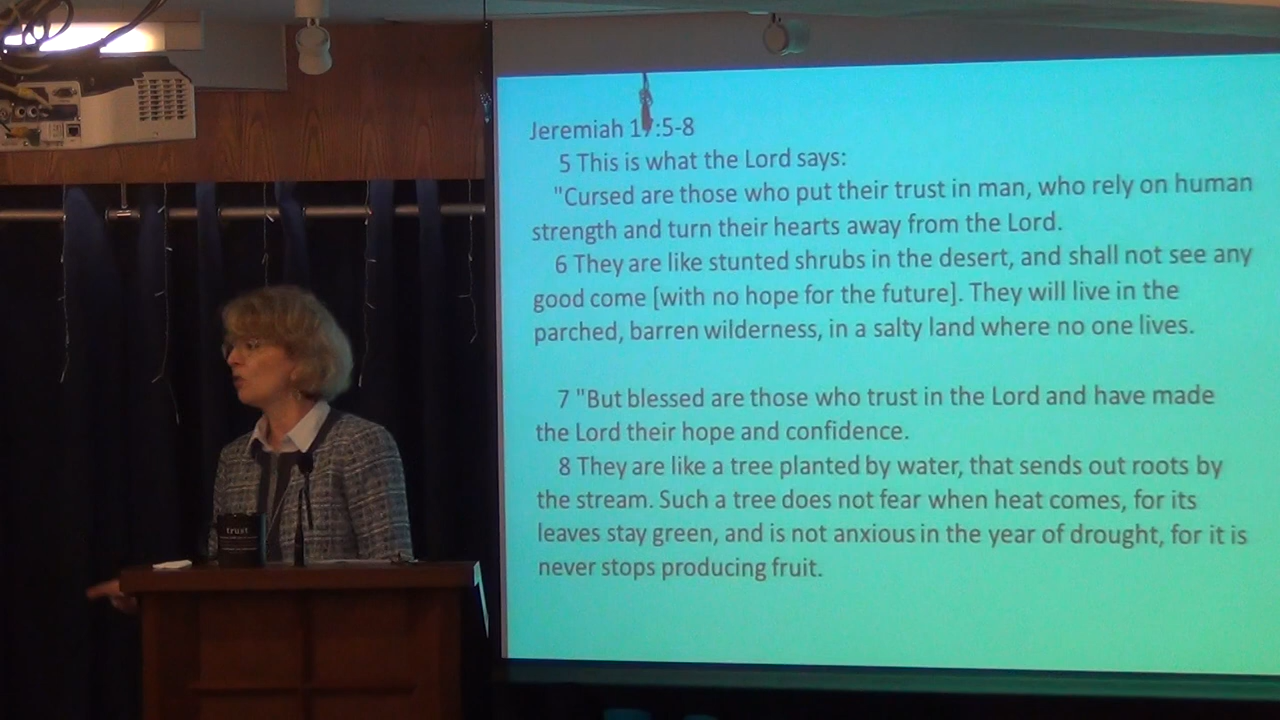 Jeremiah 17:5-8
5 This is what the Lord says:
"Cursed are those who put their trust in man, who rely on human
strength and turn their hearts away from the Lord.
6 They are like stunted shrubs in the desert, and shall not see any
good come [with no hope for the future]. They will live in the
parched, barren wilderness, in a salty land where no one lives.
7 "But blessed are those who trust in the Lord and have made
the Lord their hope and confidence.
8 They are like a tree planted by water, that sends out roots by
the stream. Such a tree does not fear when heat comes, for its
leaves stay green, and is not anxious in the year of drought, for it is
never stops producing fruit.
trust